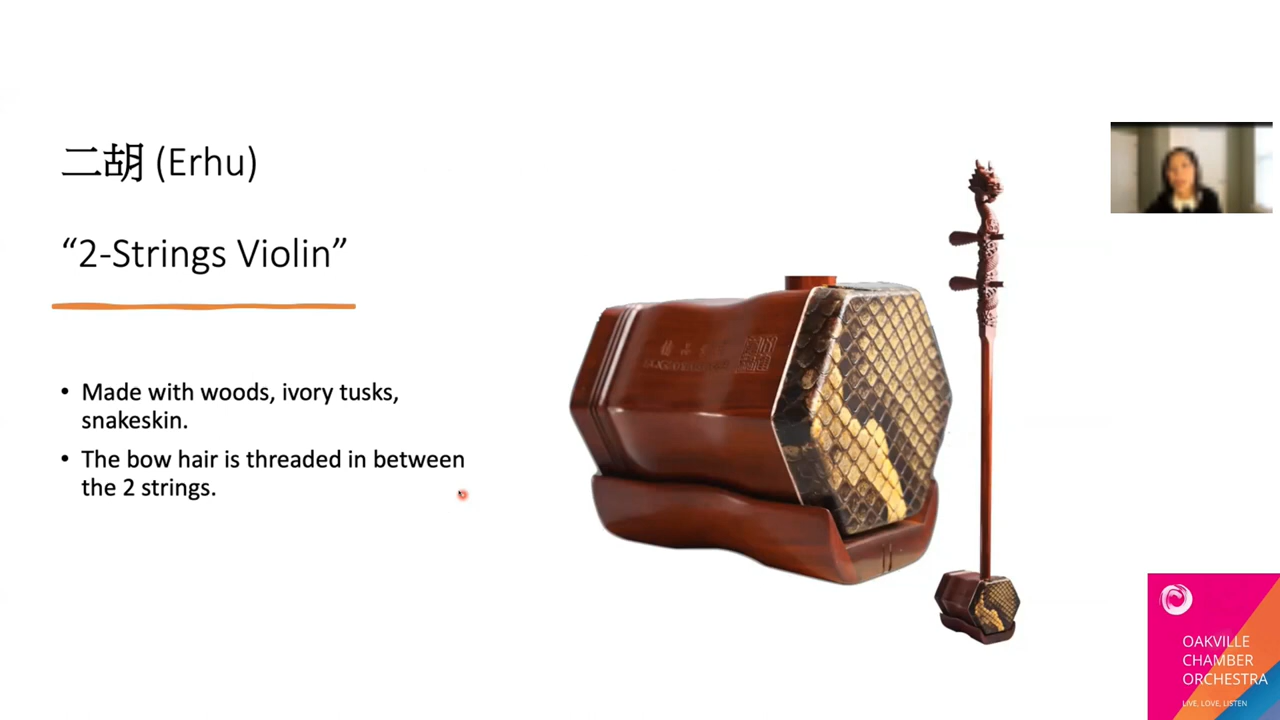 二胡 (Erhu)
“2-Strings Violin”
• Made with woods, ivory tusks,
snakeskin.
• The bow hair is threaded in between
the 2 strings.
OAKVILLE
CHAMBER
ORCHESTRA
LIVE, LOVE, LISTEN